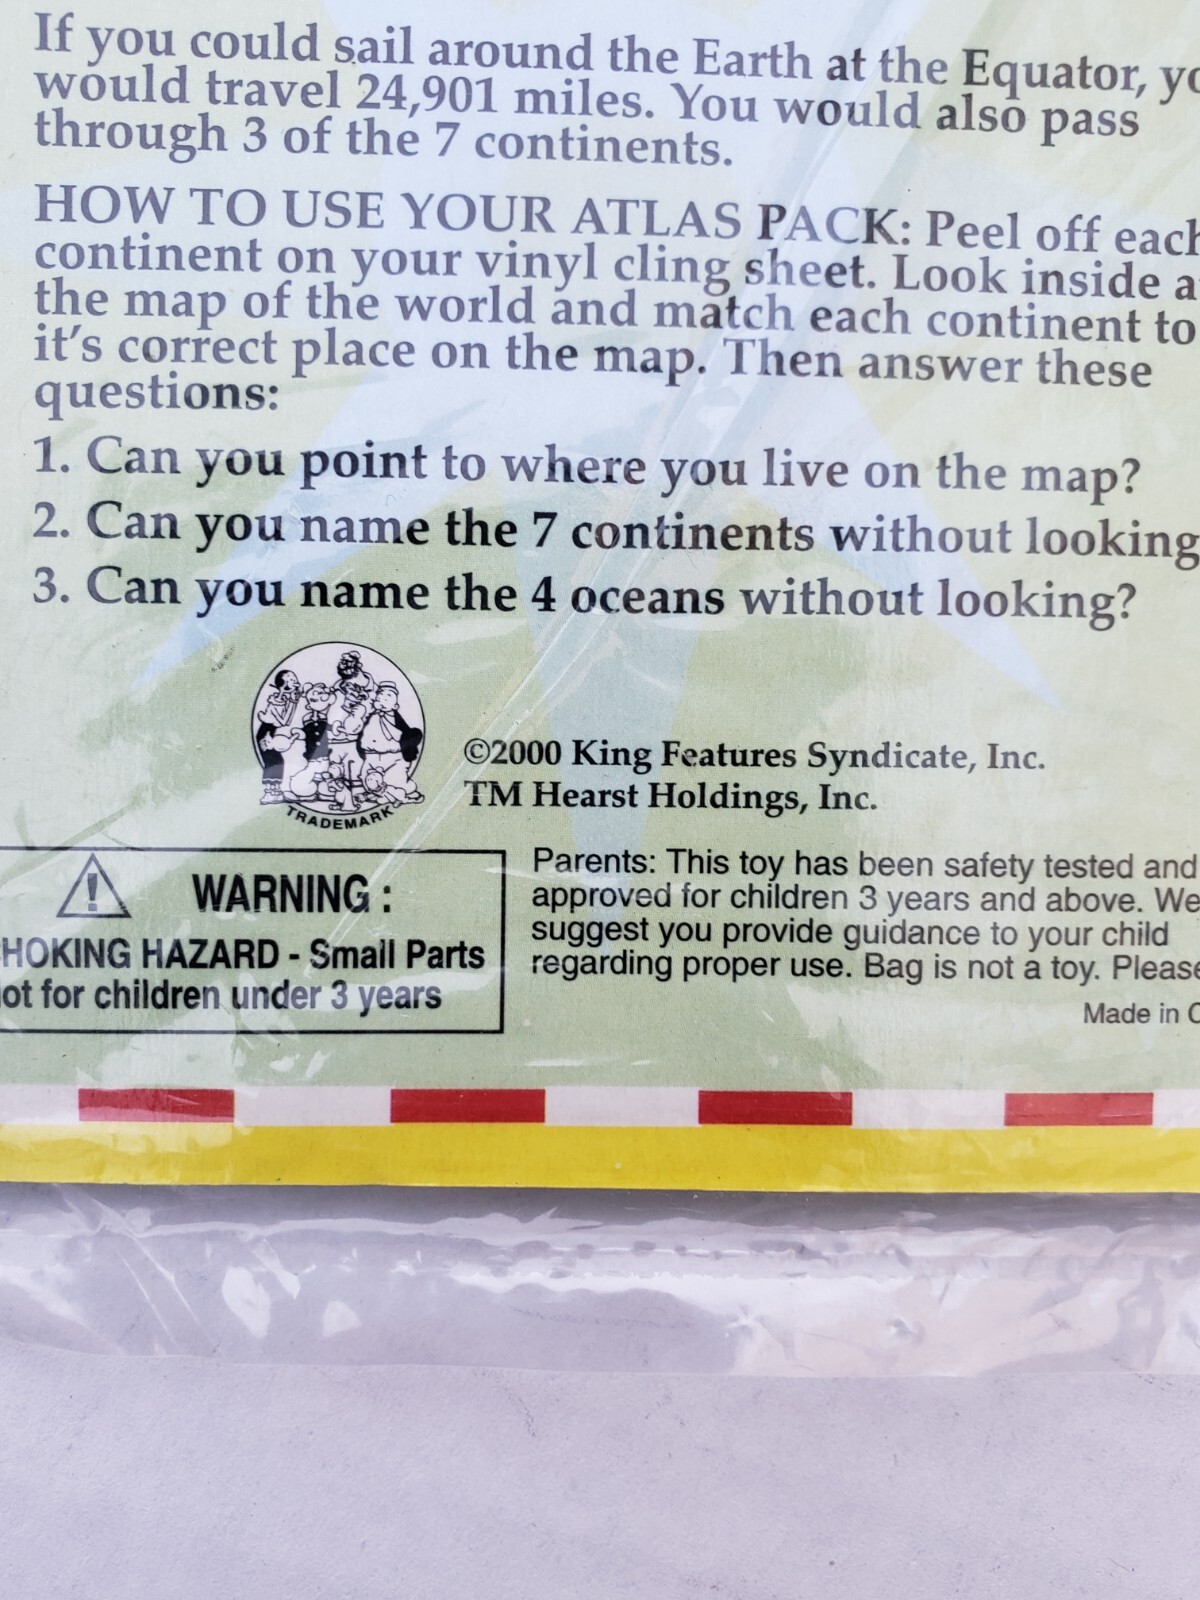 If you could sail around the Earth at the Equator, yo
would travel 24,901 miles. You would also pass
through 3 of the 7 continents.
HOW TO USE YOUR ATLAS PACK: Peel off each
continent on your vinyl cling sheet. Look inside a
the map of the world and match each continent to
it's correct place on the map. Then answer these
questions:
1. Can you point to where you live on the map?
2. Can you name the 7 continents without looking
3. Can you name the 4 oceans without looking?
TRADEMARK
©2000 King Features Syndicate, Inc.
TM Hearst Holdings, Inc.
WARNING :
HOKING HAZARD - Small Parts
ot for children under 3 years
Parents: This toy has been safety tested and
approved for children 3 years and above. We
suggest you provide guidance to your child
regarding proper use. Bag is not a toy. Please
Made in C